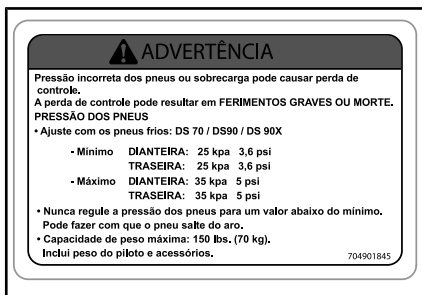 ADVERTÊNCIA
Pressão incorreta dos pneus ou sobrecarga pode causar perda de
controle.
A perda de controle pode resultar em FERIMENTOS GRAVES OU MORTE.
PRESSÃO DOS PNEUS
• Ajuste com os pneus frios: DS 70 / DS90 / DS 90X
- Mínimo DIANTEIRA: 25 kpa 3,6 psi
TRASEIRA: 25 kpa 3,6 psi
- Máximo DIANTEIRA: 35 kpa 5 psi
TRASEIRA: 35 kpa 5 psi
• Nunca regule a pressão dos pneus para um valor abaixo do mínimo.
Pode fazer com que o pneu salte do aro.
• Capacidade de peso máxima: 150 lbs. (70 kg).
Inclui peso do piloto e acessórios.
704901845